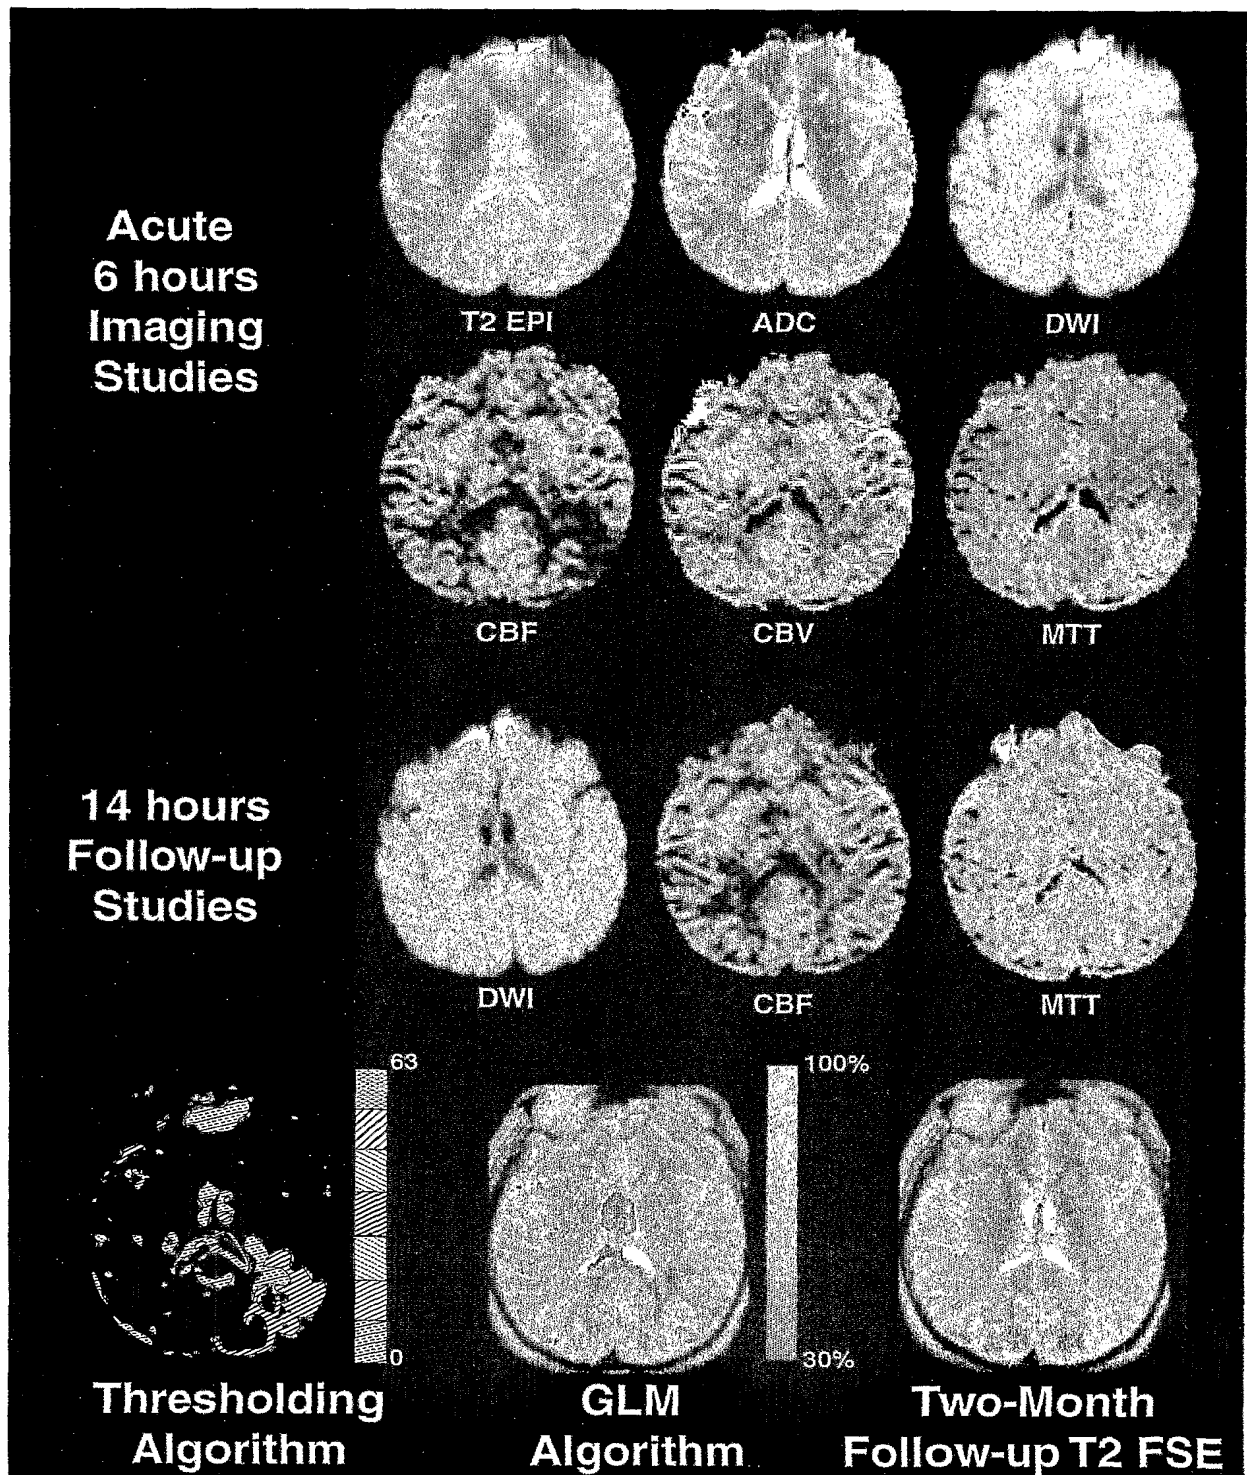 Acute
6 hours
Imaging
Studies
T2 EPI
ADC
DWI
CBF
CBV
MTT
14 hours
Follow-up
Studies
DWI
CBF
MTT
63
0
100%
30%
Thresholding
Algorithm
GLM
Algorithm
Two-Month
Follow-up T2 FSE